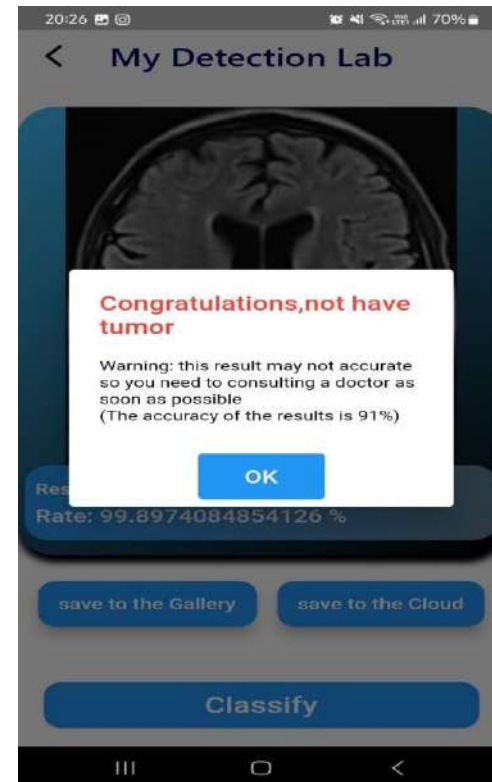 20:26 70%
My Detection Lab
Congratulations,not have
tumor
Warning: this result may not accurate
so you need to consulting a doctor as
soon as possible
(The accuracy of the results is 91%)
OK
Res
Rate: 99.8974084854126 %
save to the Gallery
save to the Cloud
Classify